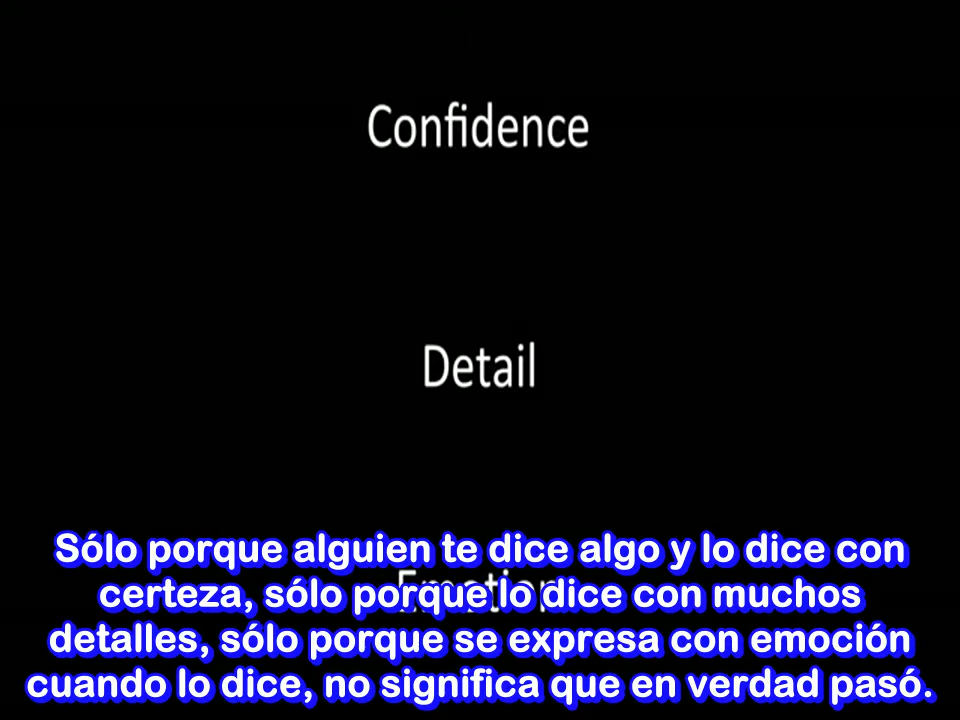 Confidence
Detail
Sólo porque alguien te dice algo y lo dice con
Emotion
certeza, sólo porque lo dice con muchos
detalles, sólo porque se expresa con emoción
cuando lo dice, no significa que en verdad pasó.